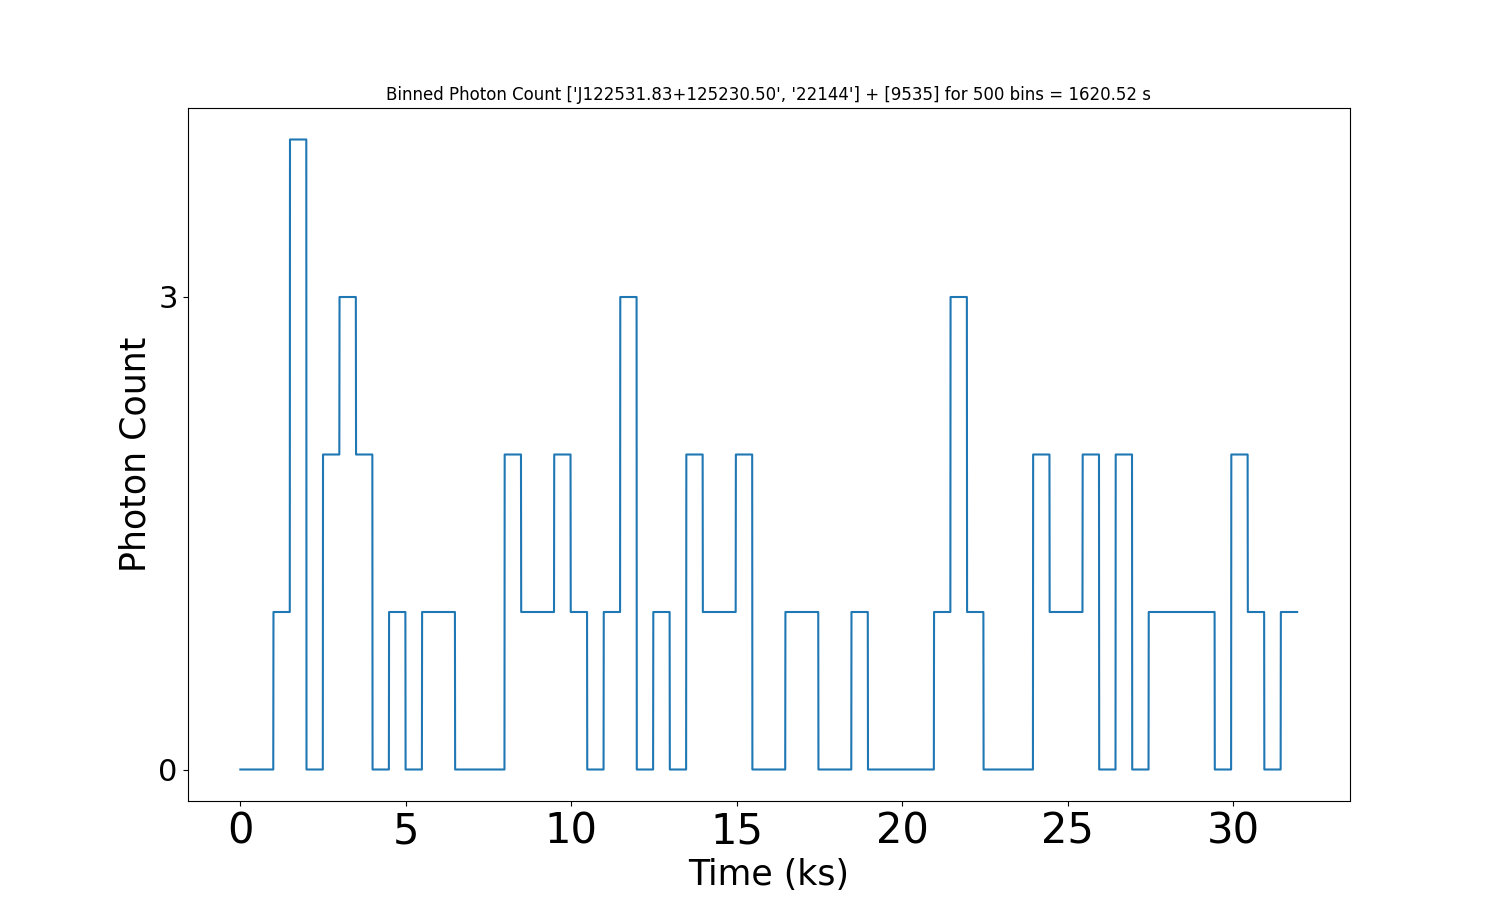 Binned Photon Count ['J122531.83+125230.50', '22144'] + [9535] for 500 bins = 1620.52 s
3
0
Photon Count
0 5 10 15 20 25 30
Time (ks)